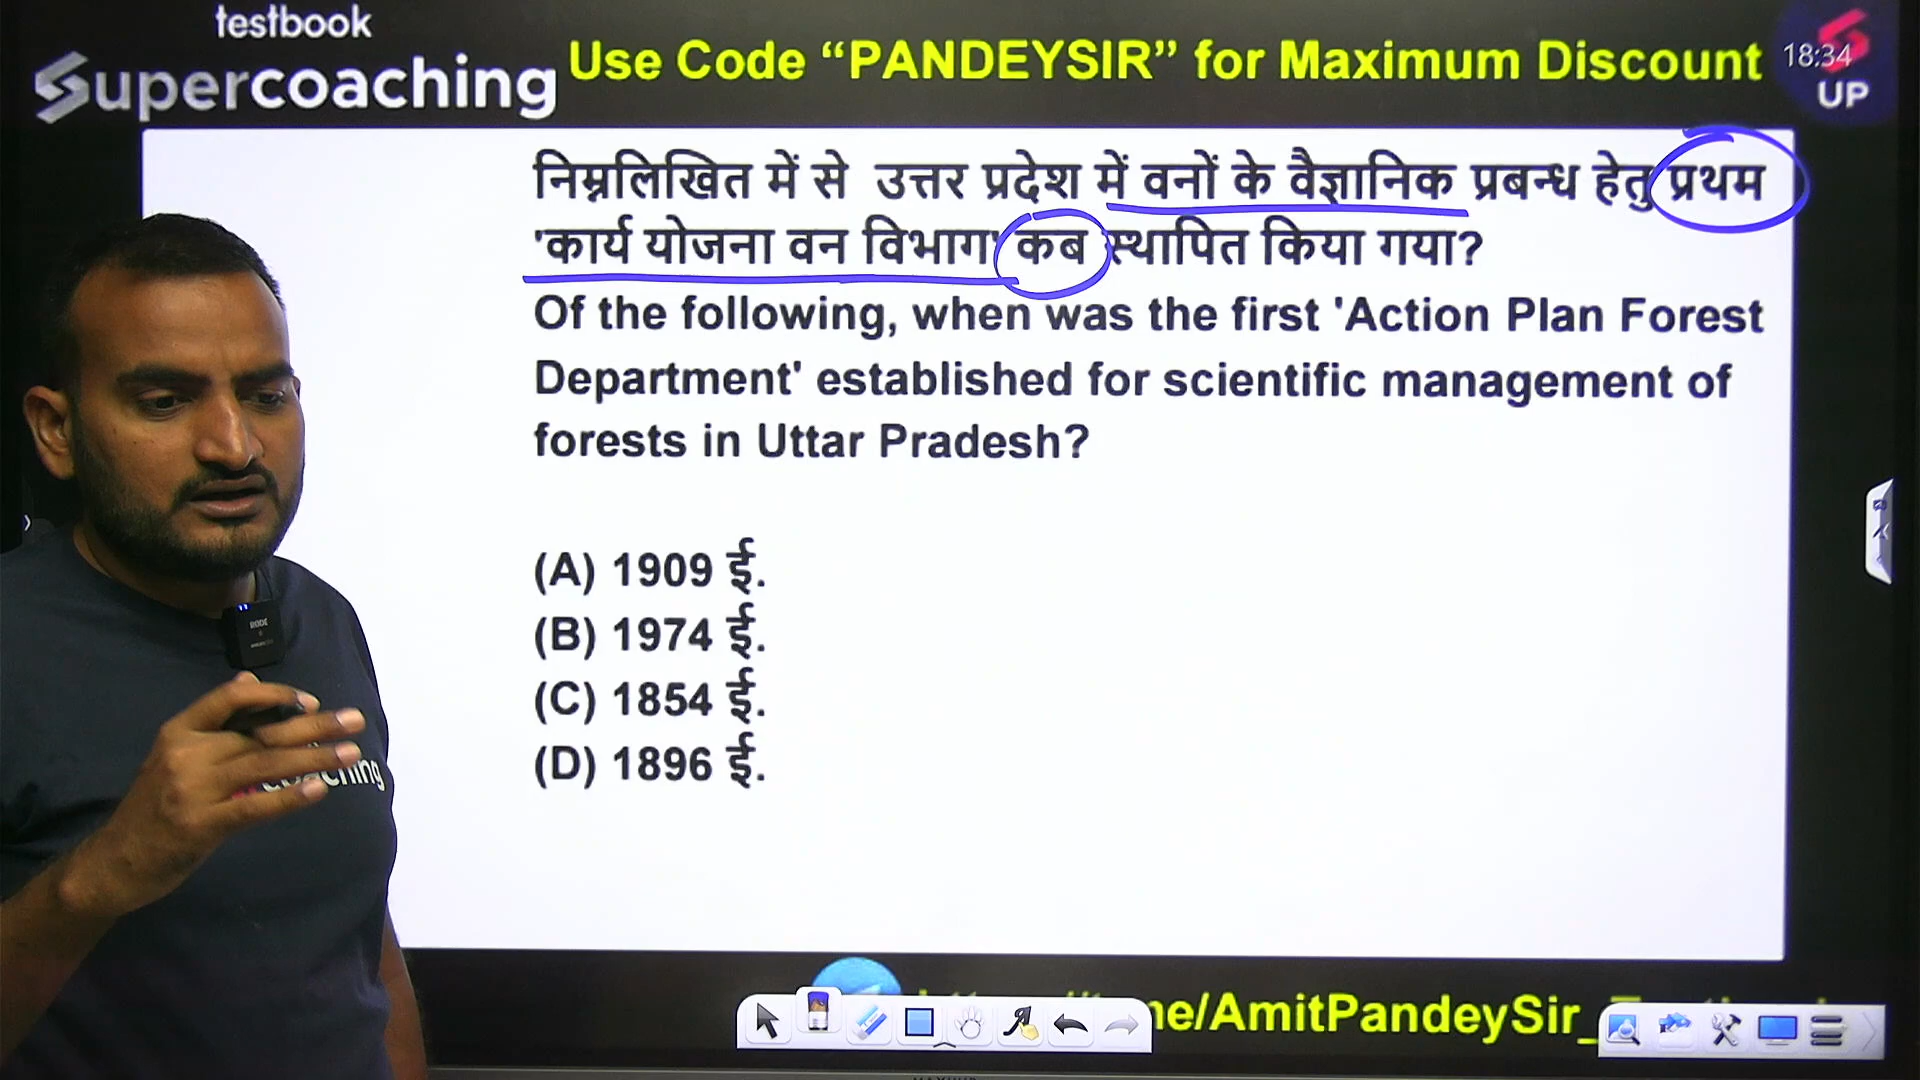 testbook
Supercoaching
Use Code “PANDEYSIR” for Maximum Discount
18:34
UP
निम्नलिखित में से उत्तर प्रदेश में वनों के वैज्ञानिक प्रबन्ध हेतु प्रथम
'कार्य योजना वन विभाग' कब स्थापित किया गया?
Of the following, when was the first 'Action Plan Forest
Department' established for scientific management of
forests in Uttar Pradesh?
(A) 1909 ई.
(B) 1974 ई.
(C) 1854 ई.
(D) 1896 ई.
RODE
me/AmitPandeySir_